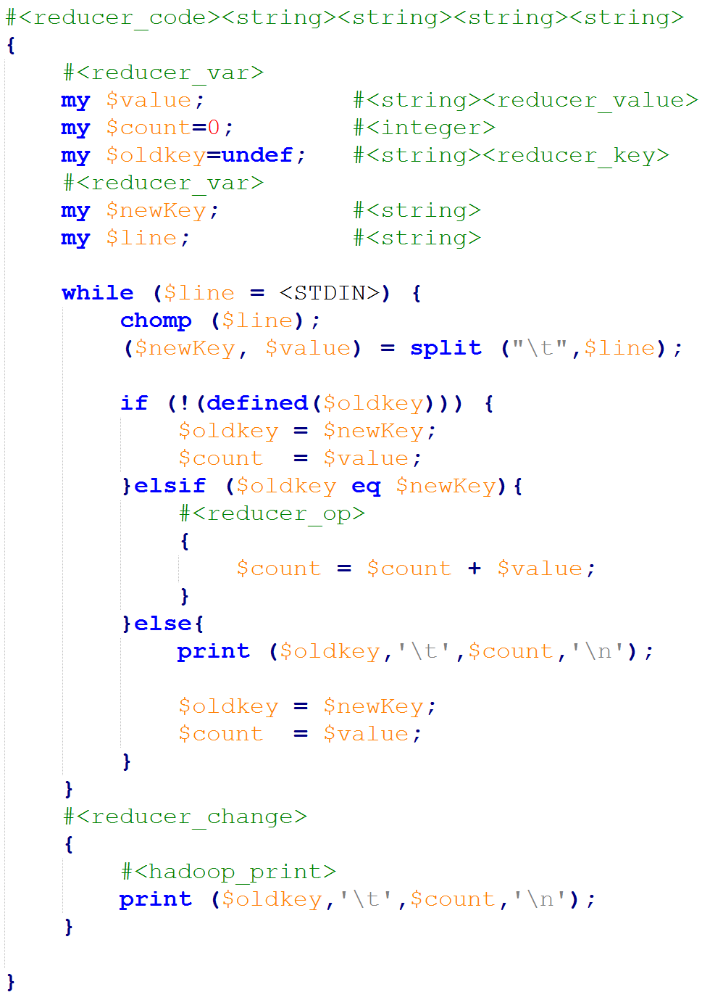 #<reducer_code><string><string><string><string>
{
    #<reducer_var>
    my $value;          #<string><reducer_value>
    my $count=0;        #<integer>
    my $oldkey=undef;   #<string><reducer_key>
    #<reducer_var>
    my $newKey;         #<string>
    my $line;           #<string>

    while ($line = <STDIN>) {
        chomp ($line);
        ($newKey, $value) = split ("\t",$line);

        if (!(defined($oldkey))) {
            $oldkey = $newKey;
            $count  = $value;
        }elsif ($oldkey eq $newKey){
            #<reducer_op>
            {
                $count = $count + $value;
            }
        }else{
            print ($oldkey,'\t',$count,'\n');

            $oldkey = $newKey;
            $count  = $value;
        }
    }
    #<reducer_change>
    {
        #<hadoop_print>
        print ($oldkey,'\t',$count,'\n');
    }

}